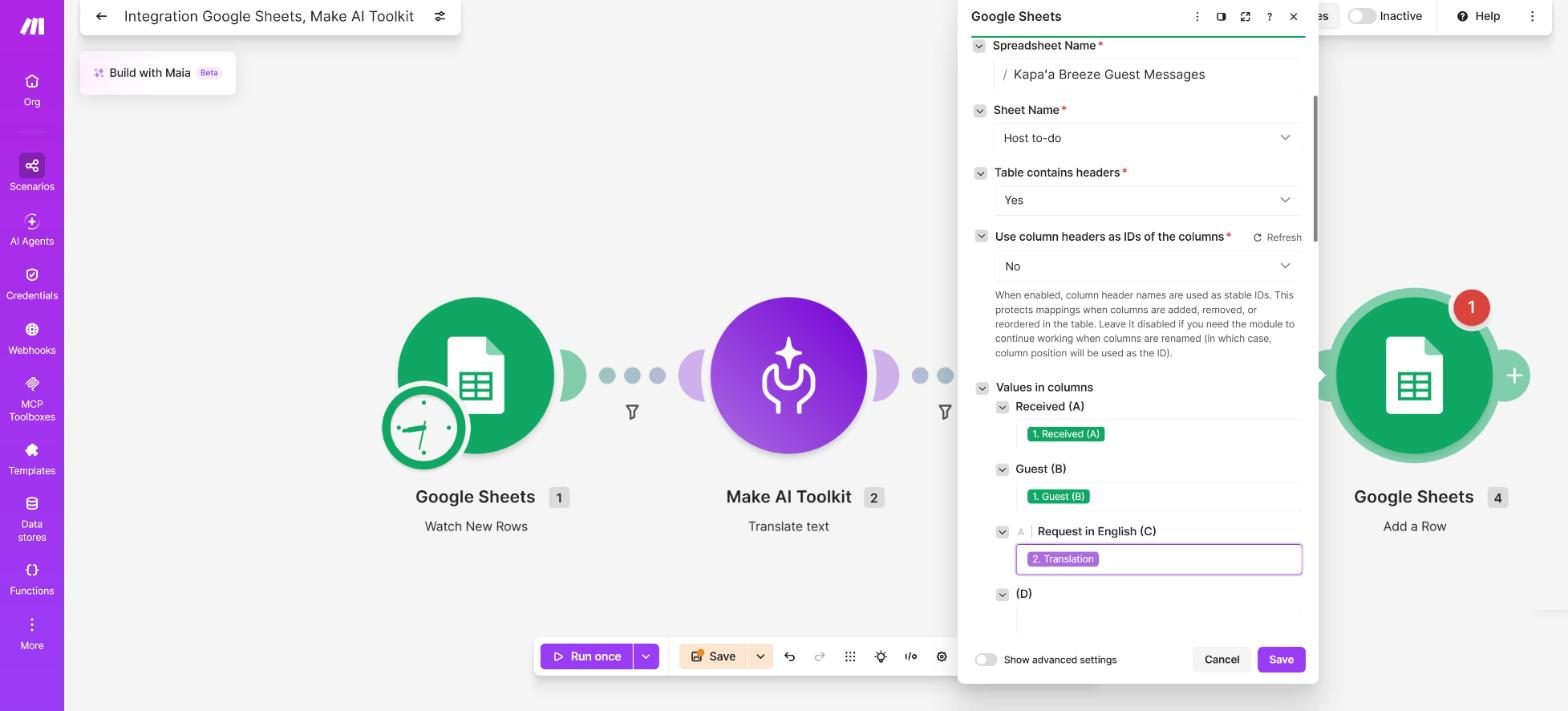 Integration Google Sheets, Make AI Toolkit
Build with Maia Beta
Org
Scenarios
AI Agents
Credentials
Webhooks
MCP
Toolboxes
Templates
Data
stores
Functions
More
Google Sheets 1
Watch New Rows
Make AI Toolkit 2
Translate text
Run once
Save
Google Sheets
?
Spreadsheet Name*
/ Kapaʻa Breeze Guest Messages
Sheet Name*
Host to-do
Table contains headers*
Yes
Use column headers as IDs of the columns* Refresh
No
When enabled, column header names are used as stable IDs. This
protects mappings when columns are added, removed, or
reordered in the table. Leave it disabled if you need the module to
continue working when columns are renamed (in which case,
column position will be used as the ID).
Values in columns
Received (A)
1. Received (A)
Guest (B)
1. Guest (B)
A Request in English (C)
2. Translation
(D)
Show advanced settings
Cancel
Save
Inactive
Help
1
Google Sheets 4
Add a Row